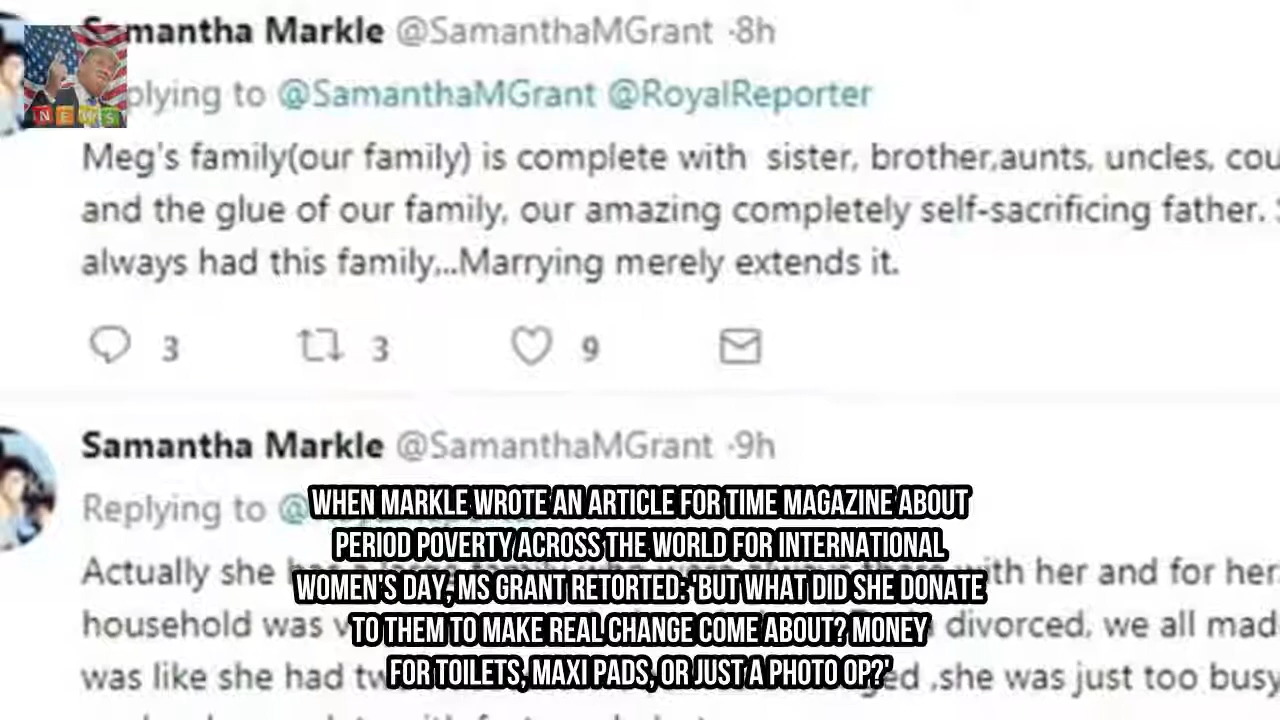 Samantha Markle @SamanthaMGrant ·8h
NEWS
plying to @SamanthaMGrant @RoyalReporter
Meg's family(our family) is complete with sister, brother,aunts, uncles, cou
and the glue of our family, our amazing completely self-sacrificing father. S
always had this family,..Marrying merely extends it.
3 3 9
Samantha Markle @SamanthaMGrant ·9h
Replying to @
WHEN MARKLE WROTE AN ARTICLE FOR TIME MAGAZINE ABOUT
PERIOD POVERTY ACROSS THE WORLD FOR INTERNATIONAL
WOMEN'S DAY, MS GRANT RETORTED: 'BUT WHAT DID SHE DONATE
TO THEM TO MAKE REAL CHANGE COME ABOUT? MONEY
FOR TOILETS, MAXI PADS, OR JUST A PHOTO OP?'
Actually she with her and for her.
household was divorced, we all mad
was like she had ,she was just too busy